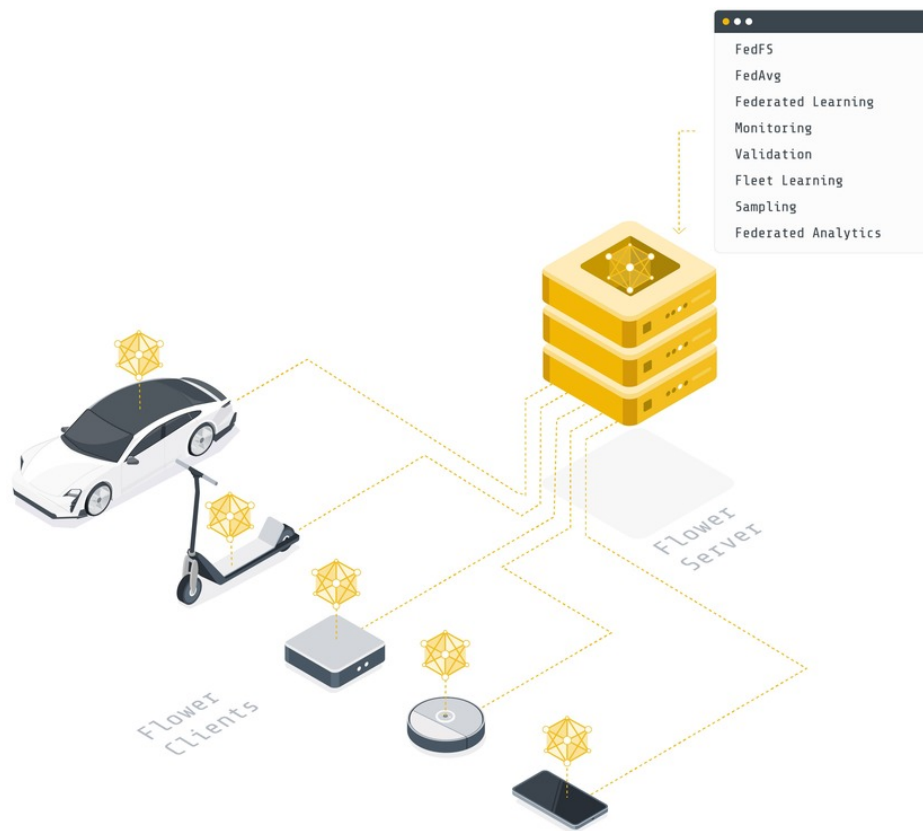 FedFS
FedAvg
Federated Learning
Monitoring
Validation
Fleet Learning
Sampling
Federated Analytics
Flower
Server
Flower
Clients